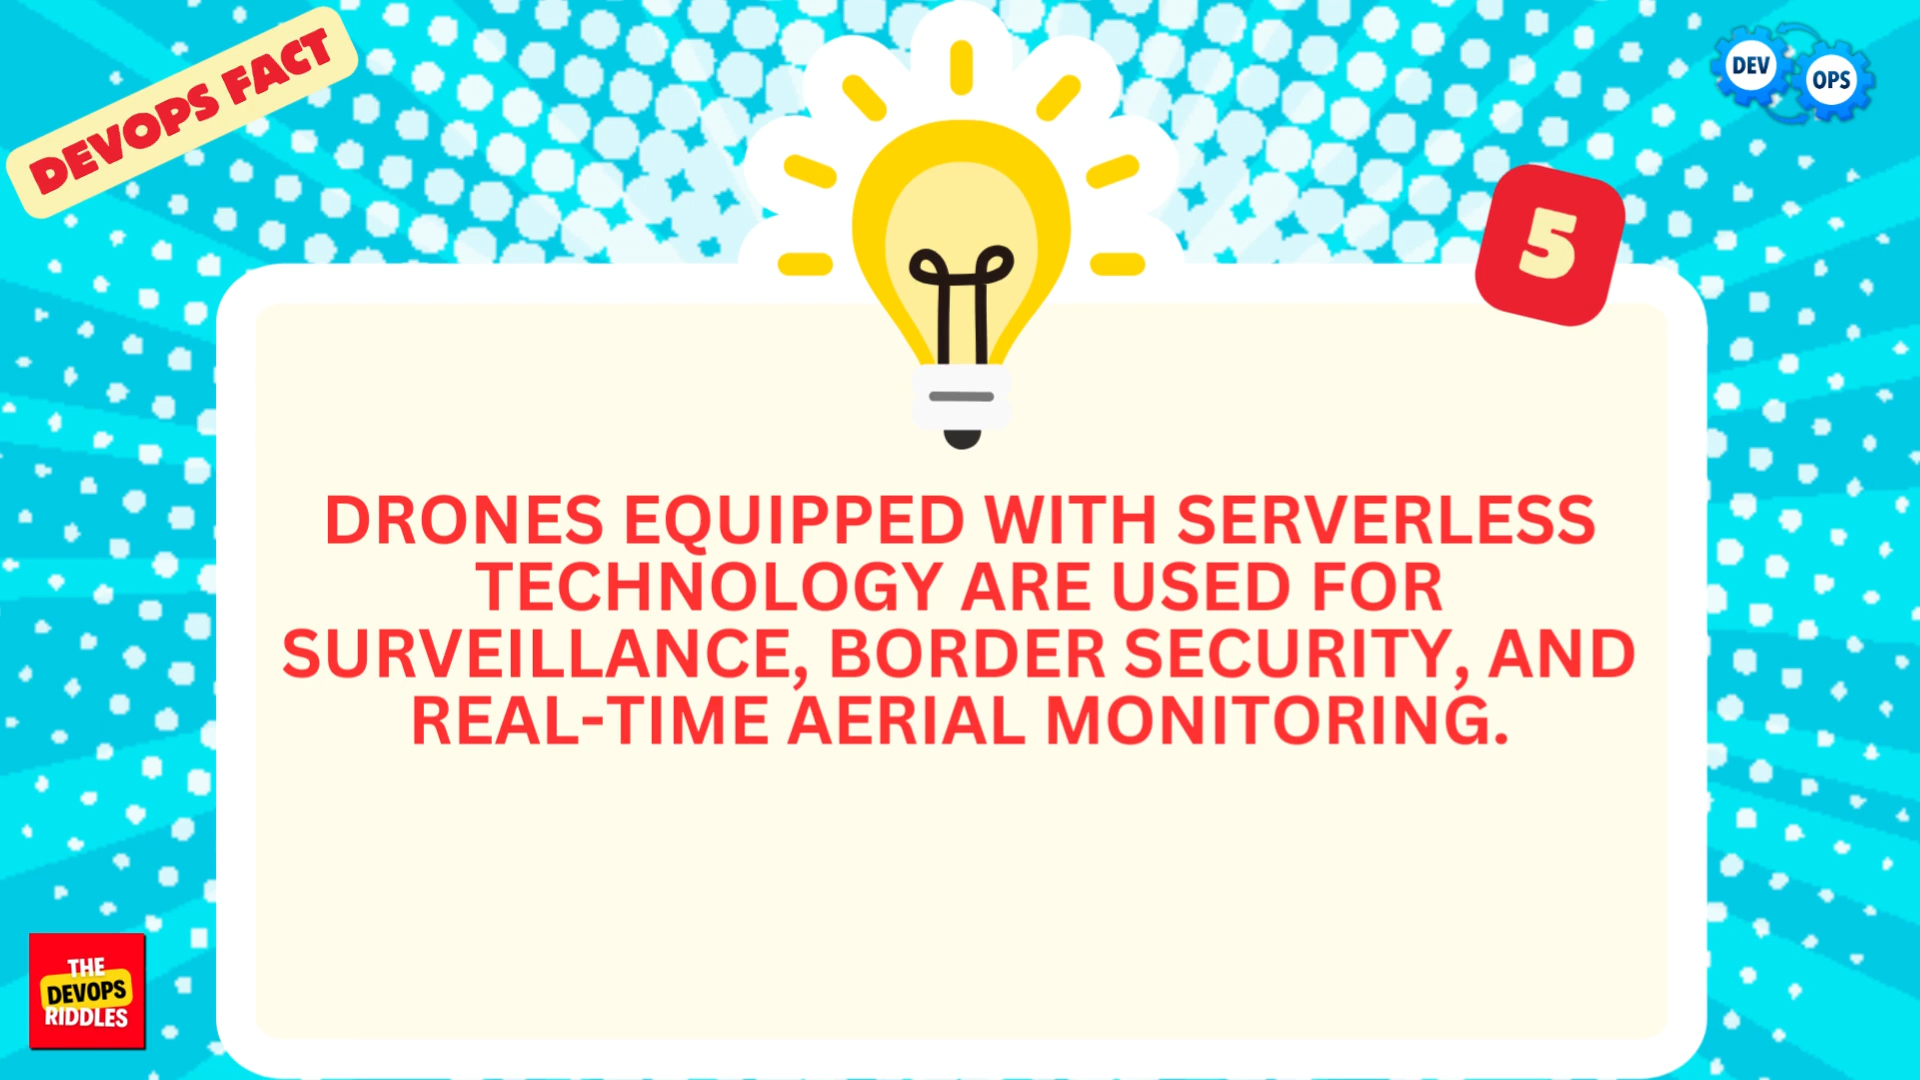 DEVOPS FACT
DEV
OPS
5
DRONES EQUIPPED WITH SERVERLESS
TECHNOLOGY ARE USED FOR
SURVEILLANCE, BORDER SECURITY, AND
REAL-TIME AERIAL MONITORING.
THE
DEVOPS
RIDDLES